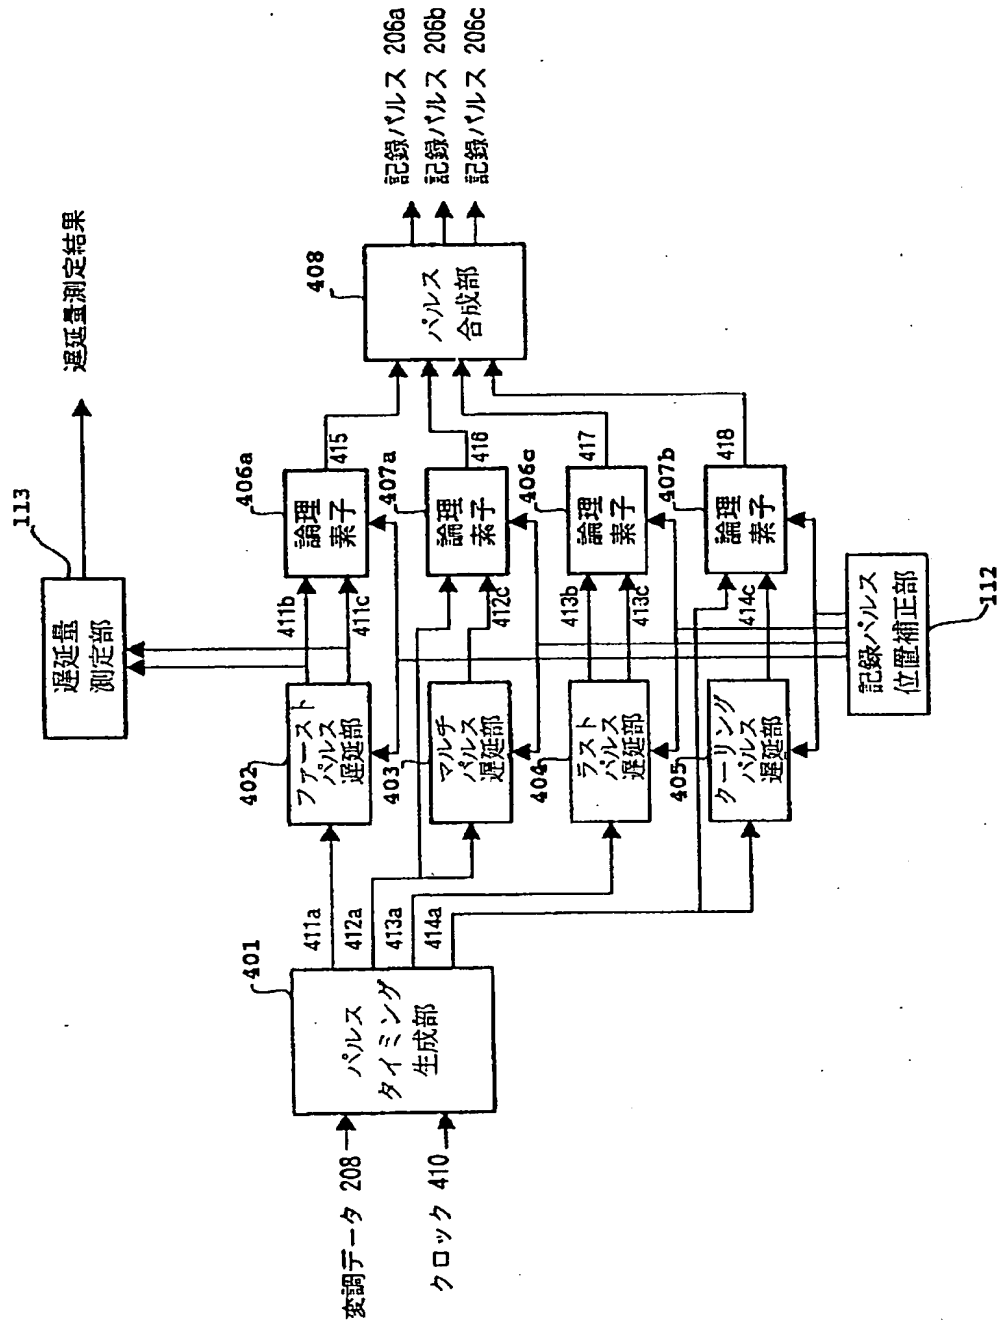 113
遅延量
測定部
遅延量測定結果
変調データ 208
クロック 410
401
パルス
タイミング
生成部
411a
412a
413a
414a
402
ファースト
パルス
遅延部
403
マルチ
パルス
遅延部
404
ラスト
パルス
遅延部
405
クーリング
パルス
遅延部
411b
411c
412c
413b
413c
414c
406a
論理
素子
407a
論理
素子
406c
論理
素子
407b
論理
素子
415
416
417
418
408
パルス
合成部
記録パルス 206a
記録パルス 206b
記録パルス 206c
記録パルス
位置補正部
112